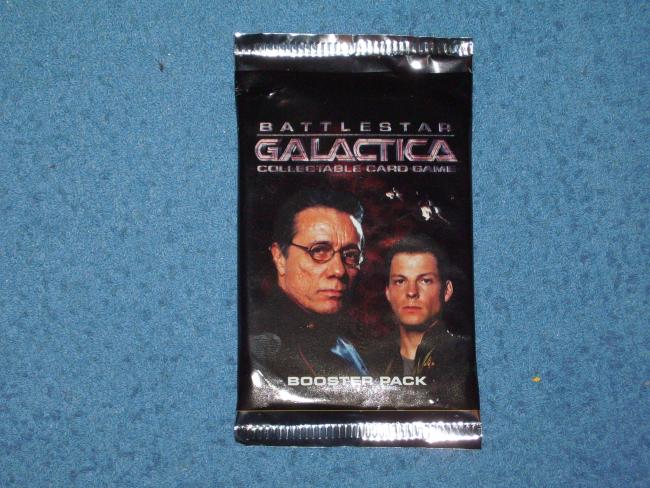 BATTLESTAR
GALACTICA
COLLECTABLE CARD GAME
BOOSTER PACK